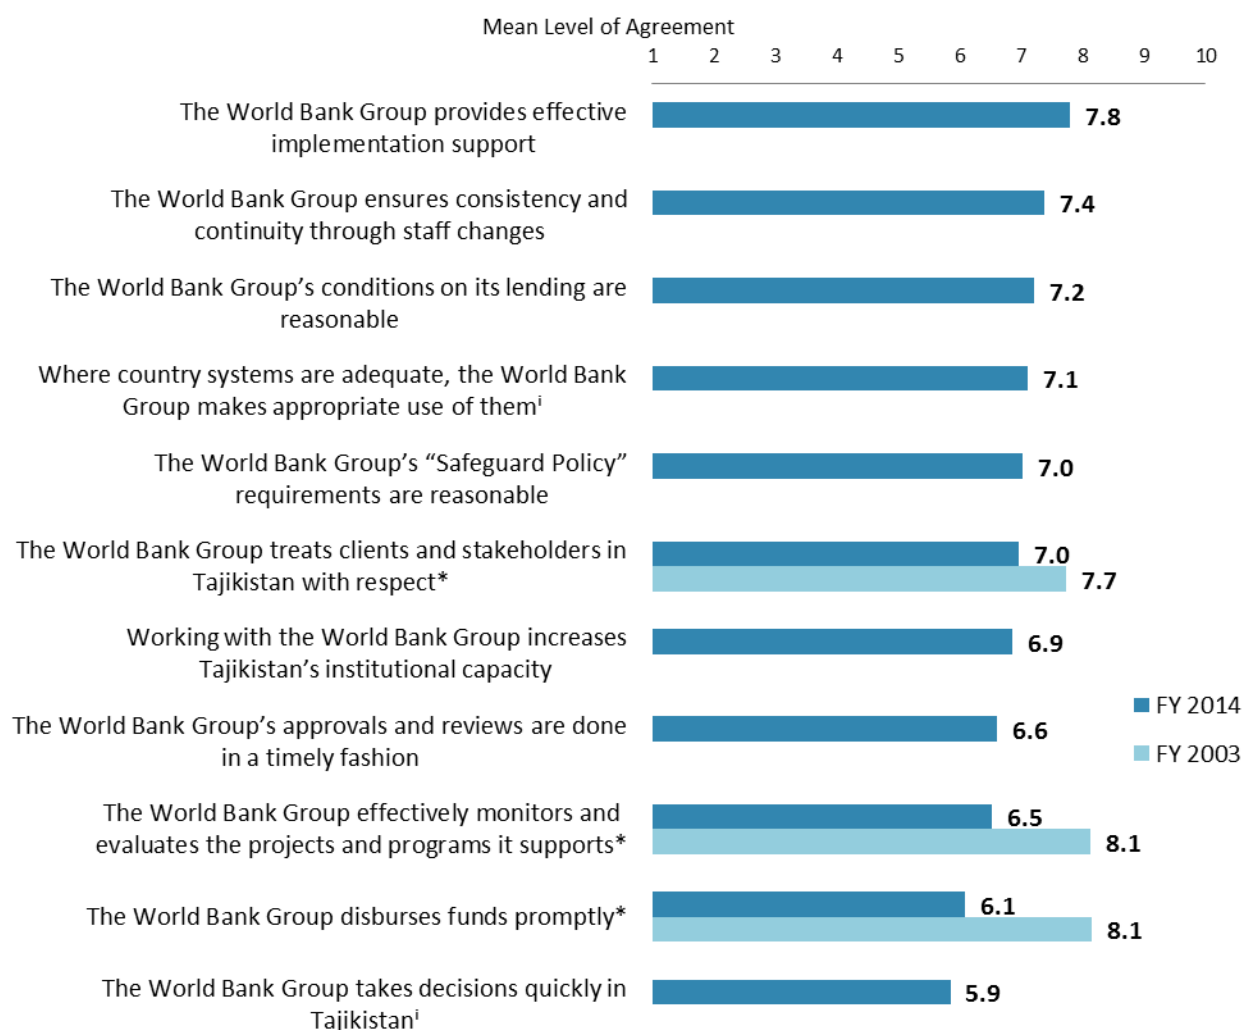 Mean Level of Agreement
1 2 3 4 5 6 7 8 9 10
The World Bank Group provides effective
implementation support
7.8
The World Bank Group ensures consistency and
continuity through staff changes
7.4
The World Bank Group’s conditions on its lending are
reasonable
7.2
Where country systems are adequate, the World Bank
Group makes appropriate use of themⁱ
7.1
The World Bank Group’s “Safeguard Policy”
requirements are reasonable
7.0
The World Bank Group treats clients and stakeholders in
Tajikistan with respect*
7.0
7.7
Working with the World Bank Group increases
Tajikistan’s institutional capacity
6.9
The World Bank Group’s approvals and reviews are done
in a timely fashion
6.6
FY 2014
FY 2003
The World Bank Group effectively monitors and
evaluates the projects and programs it supports*
6.5
8.1
The World Bank Group disburses funds promptly*
6.1
8.1
The World Bank Group takes decisions quickly in
Tajikistanⁱ
5.9